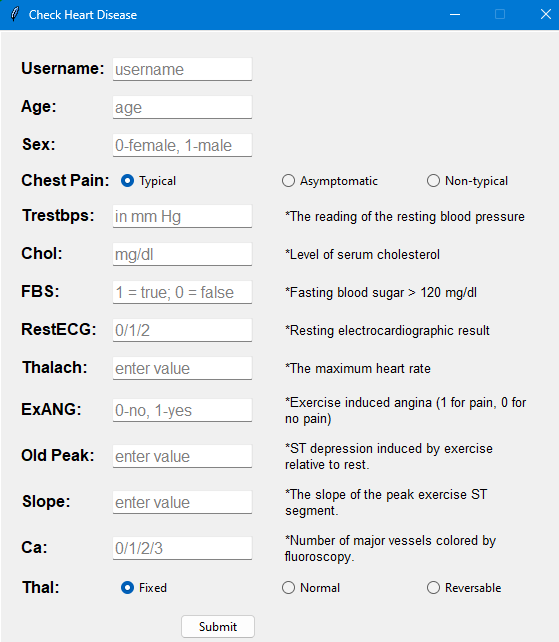 Check Heart Disease
Username: username
Age: age
Sex: 0-female, 1-male
Chest Pain: Typical Asymptomatic Non-typical
Trestbps: in mm Hg *The reading of the resting blood pressure
Chol: mg/dl *Level of serum cholesterol
FBS: 1 = true; 0 = false *Fasting blood sugar > 120 mg/dl
RestECG: 0/1/2 *Resting electrocardiographic result
Thalach: enter value *The maximum heart rate
ExANG: 0-no, 1-yes *Exercise induced angina (1 for pain, 0 for
no pain)
Old Peak: enter value *ST depression induced by exercise
relative to rest.
Slope: enter value *The slope of the peak exercise ST
segment.
Ca: 0/1/2/3 *Number of major vessels colored by
fluoroscopy.
Thal: Fixed Normal Reversable
Submit